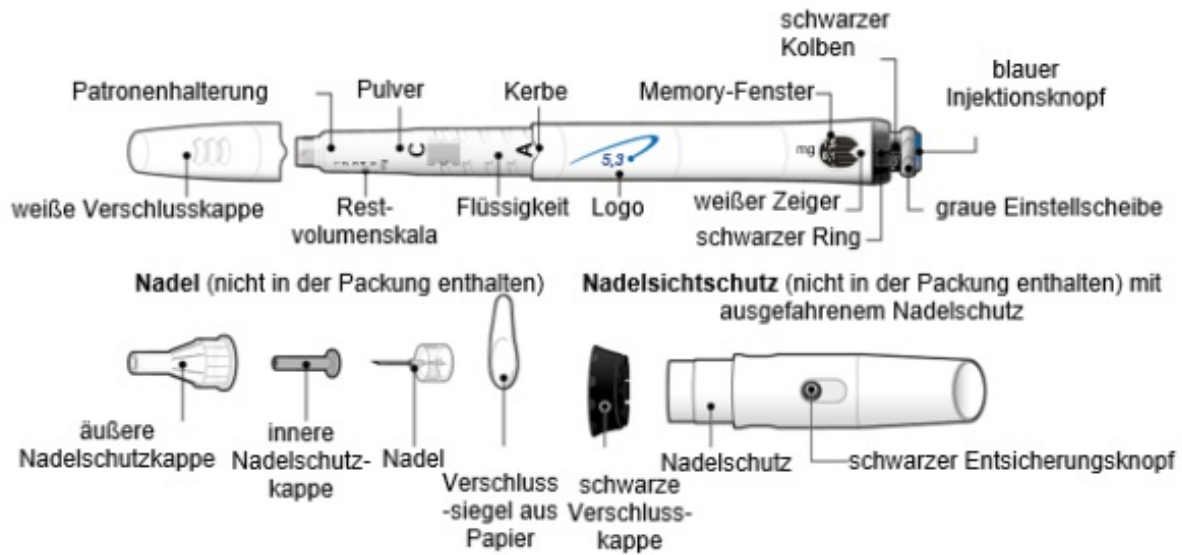 schwarzer
Kolben
blauer
Injektionsknopf
Patronenhalterung
Pulver
Kerbe
Memory-Fenster
C
A
5,3
mg
weiße Verschlusskappe
Rest-
volumenskala
Flüssigkeit
Logo
weißer Zeiger
graue Einstellscheibe
schwarzer Ring
Nadel (nicht in der Packung enthalten)
Nadelsichtschutz (nicht in der Packung enthalten) mit
ausgefahrenem Nadelschutz
äußere
Nadelschutzkappe
innere
Nadelschutz-
kappe
Nadel
Verschluss
-siegel aus
Papier
schwarze
Verschluss-
kappe
Nadelschutz
schwarzer Entsicherungsknopf